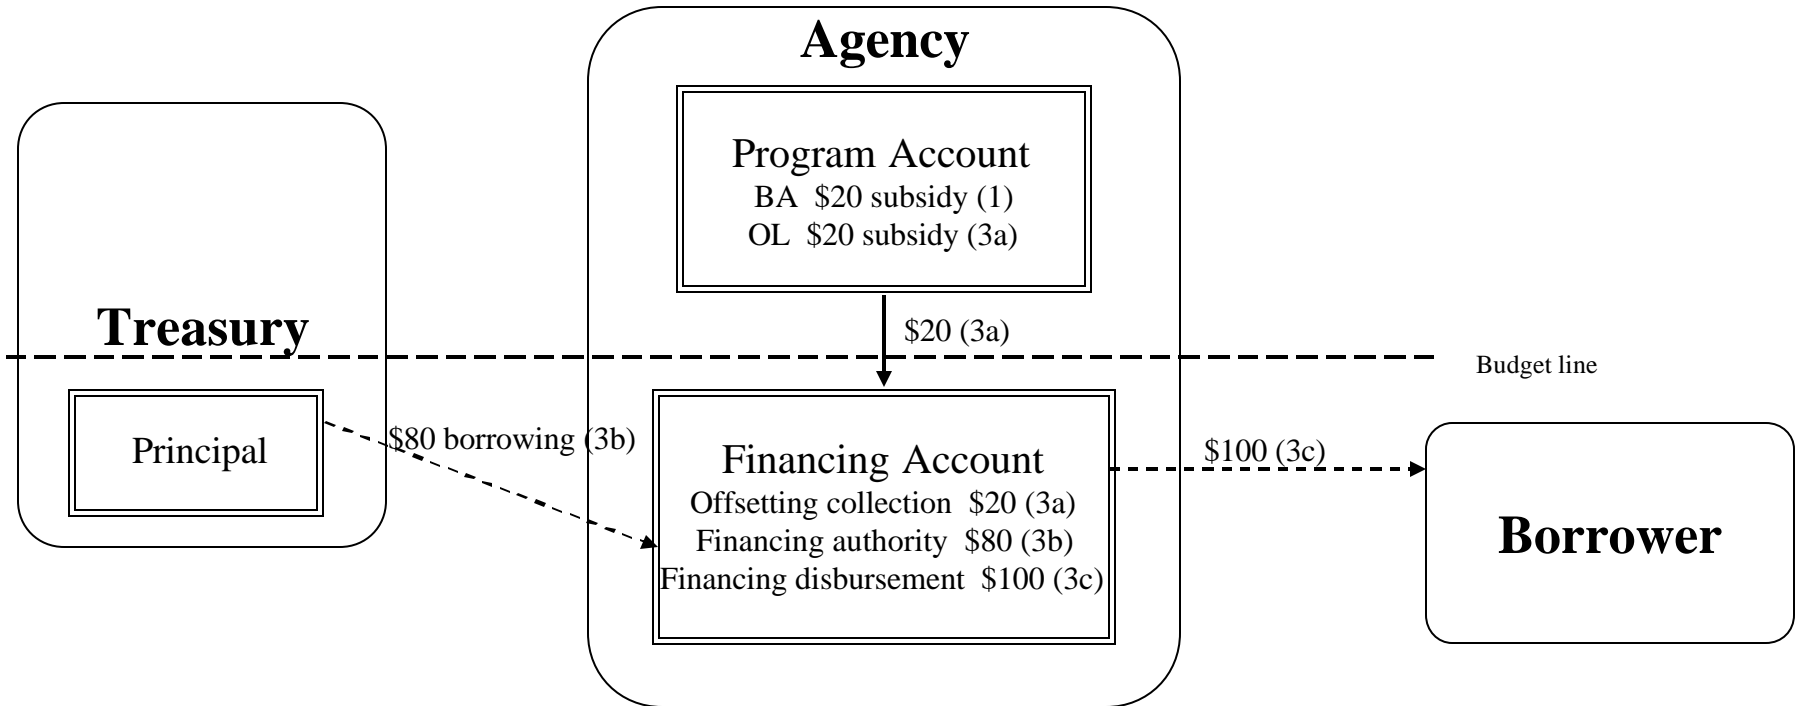 Agency
Program Account
BA  $20 subsidy (1)
OL  $20 subsidy (3a)
Treasury
$20 (3a)
Budget line
Principal
$80 borrowing (3b)
Financing Account
Offsetting collection  $20 (3a)
Financing authority  $80 (3b)
Financing disbursement  $100 (3c)
$100 (3c)
Borrower